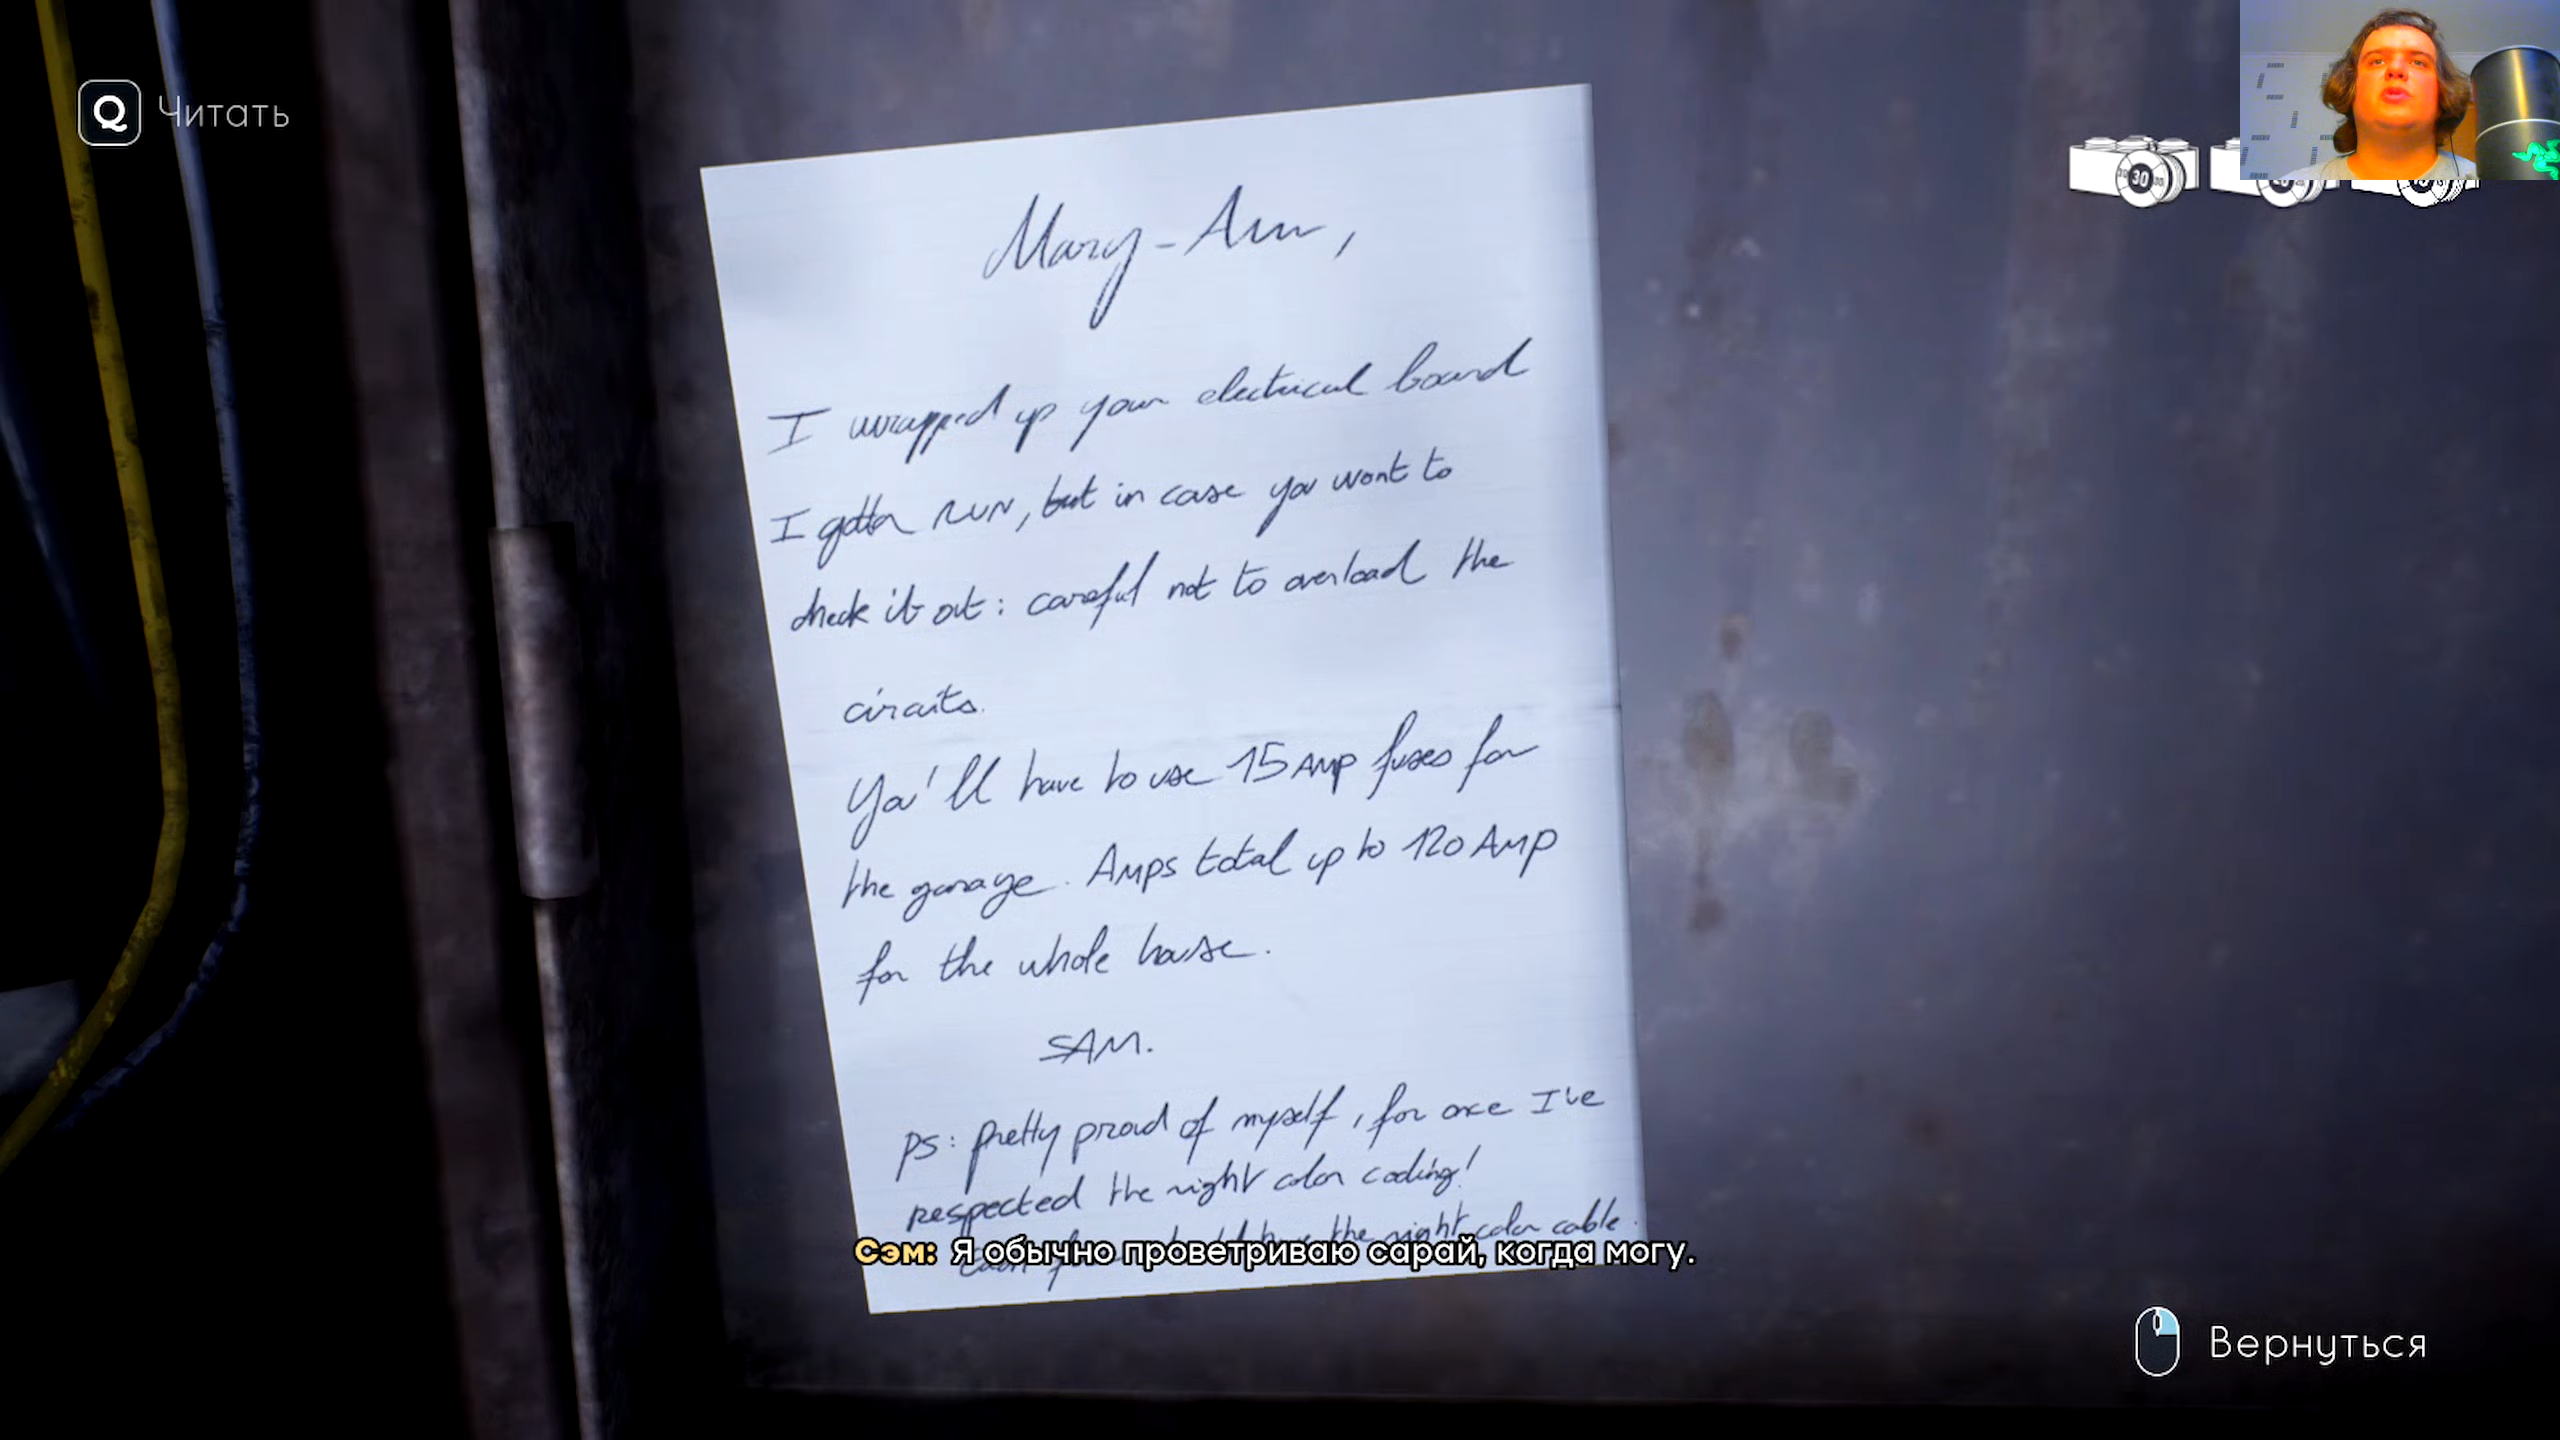 Q Читать
30
Mary-Ann,
I wrapped up your electrical board
I gotta RUN, but in case you want to
check it out : careful not to overload the
circuits.
You'll have to use 15 AMP fuses for
the garage. AMPS total up to 120 AMP
for the whole house.
SAM.
PS: pretty proud of myself, for once I've
respected the right color coding!
have the right color cable.
Сэм: Я обычно проветриваю сарай, когда могу.
Вернуться